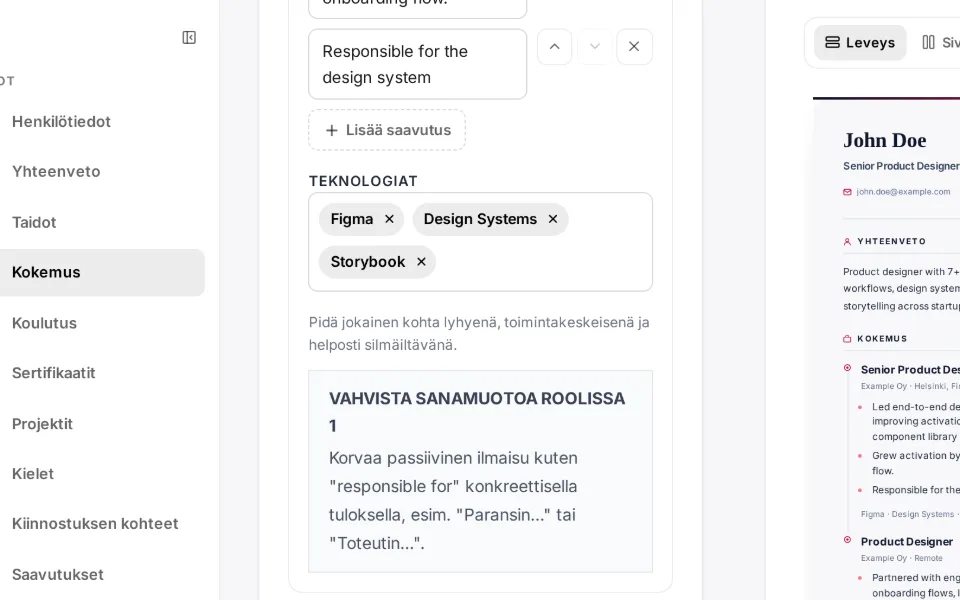 OT
Henkilötiedot
Yhteenveto
Taidot
Kokemus
Koulutus
Sertifikaatit
Projektit
Kielet
Kiinnostuksen kohteet
Saavutukset
onboarding flow.
Responsible for the
design system
Lisää saavutus
TEKNOLOGIAT
Figma
Design Systems
Storybook
Pidä jokainen kohta lyhyenä, toimintakeskeisenä ja
helposti silmäiltävänä.
VAHVISTA SANAMUOTOA ROOLISSA
1
Korvaa passiivinen ilmaisu kuten
"responsible for" konkreettisella
tuloksella, esim. "Paransin..." tai
"Toteutin...".
Leveys
Siv
John Doe
Senior Product Designer
john.doe@example.com
YHTEENVETO
Product designer with 7+
workflows, design system
storytelling across startup
KOKEMUS
Senior Product Des
Example Oy · Helsinki, Fi
Led end-to-end de
improving activatio
component library
Grew activation by
flow.
Responsible for the
Figma · Design Systems ·
Product Designer
Example Oy · Remote
Partnered with eng
onboarding flows, l